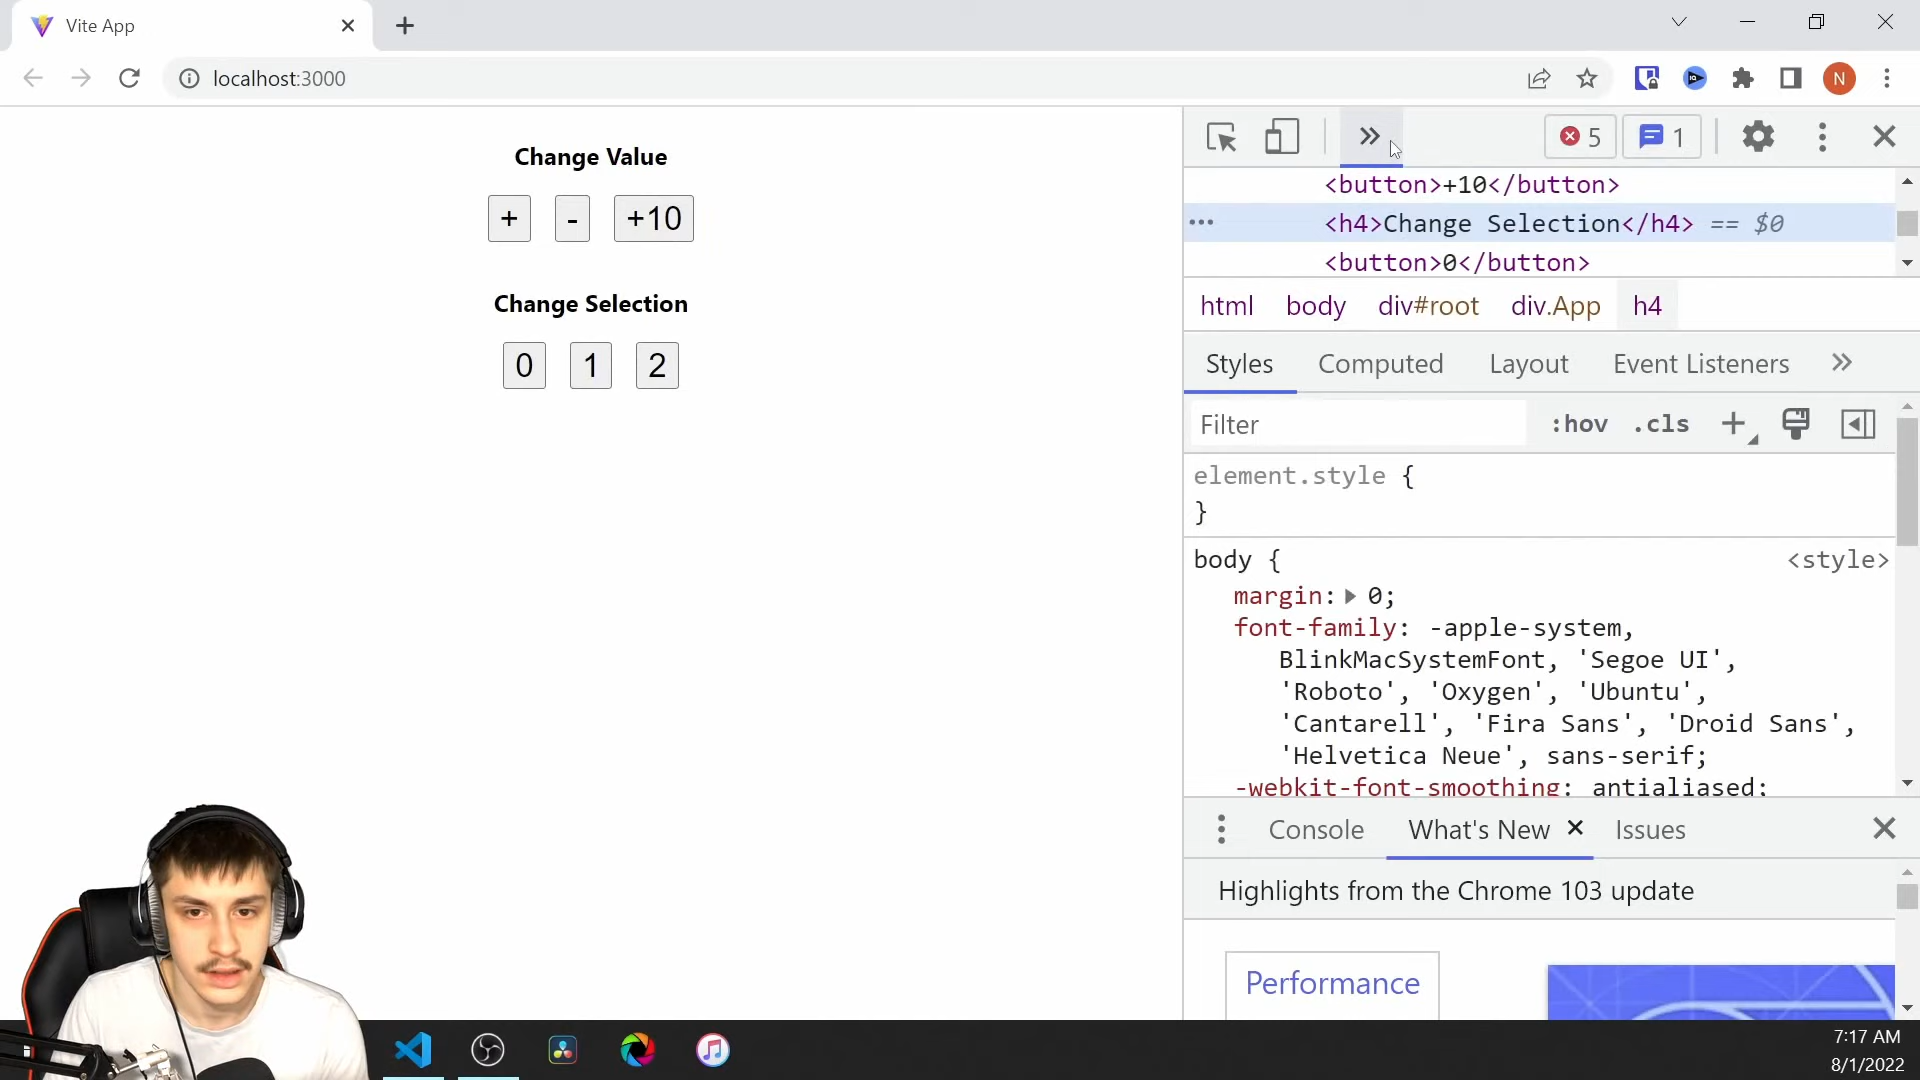 Vite App
localhost:3000
N
Change Value
+ - +10
Change Selection
0 1 2
5 1
<button>+10</button>
<h4>Change Selection</h4> == $0
<button>0</button>
html body div#root div.App h4
Styles Computed Layout Event Listeners
Filter :hov .cls
element.style {
}
body { <style>
margin: 0;
font-family: -apple-system,
BlinkMacSystemFont, 'Segoe UI',
'Roboto', 'Oxygen', 'Ubuntu',
'Cantarell', 'Fira Sans', 'Droid Sans',
'Helvetica Neue', sans-serif;
-webkit-font-smoothing: antialiased;
Console What's New Issues
Highlights from the Chrome 103 update
Performance
7:17 AM
8/1/2022